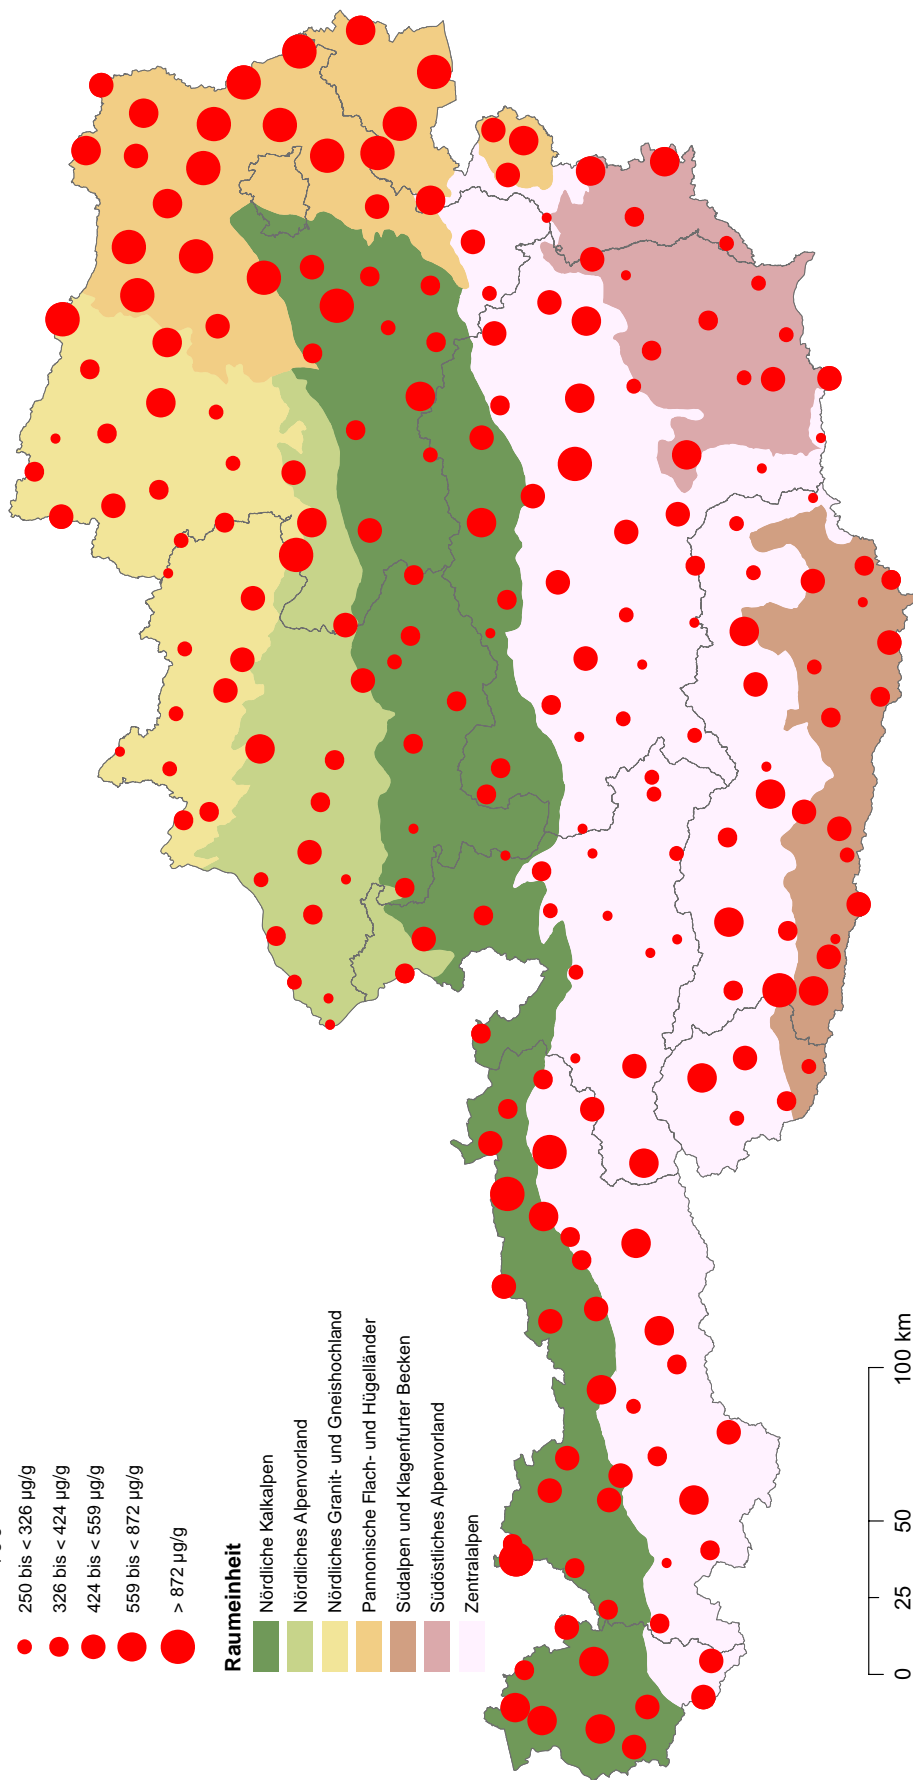 250 bis < 326 µg/g
326 bis < 424 µg/g
424 bis < 559 µg/g
559 bis < 872 µg/g
> 872 µg/g
Raumeinheit
Nördliche Kalkalpen
Nördliches Alpenvorland
Nördliches Granit- und Gneishochland
Pannonische Flach- und Hügelländer
Südalpen und Klagenfurter Becken
Südöstliches Alpenvorland
Zentralalpen
0 25 50 100 km